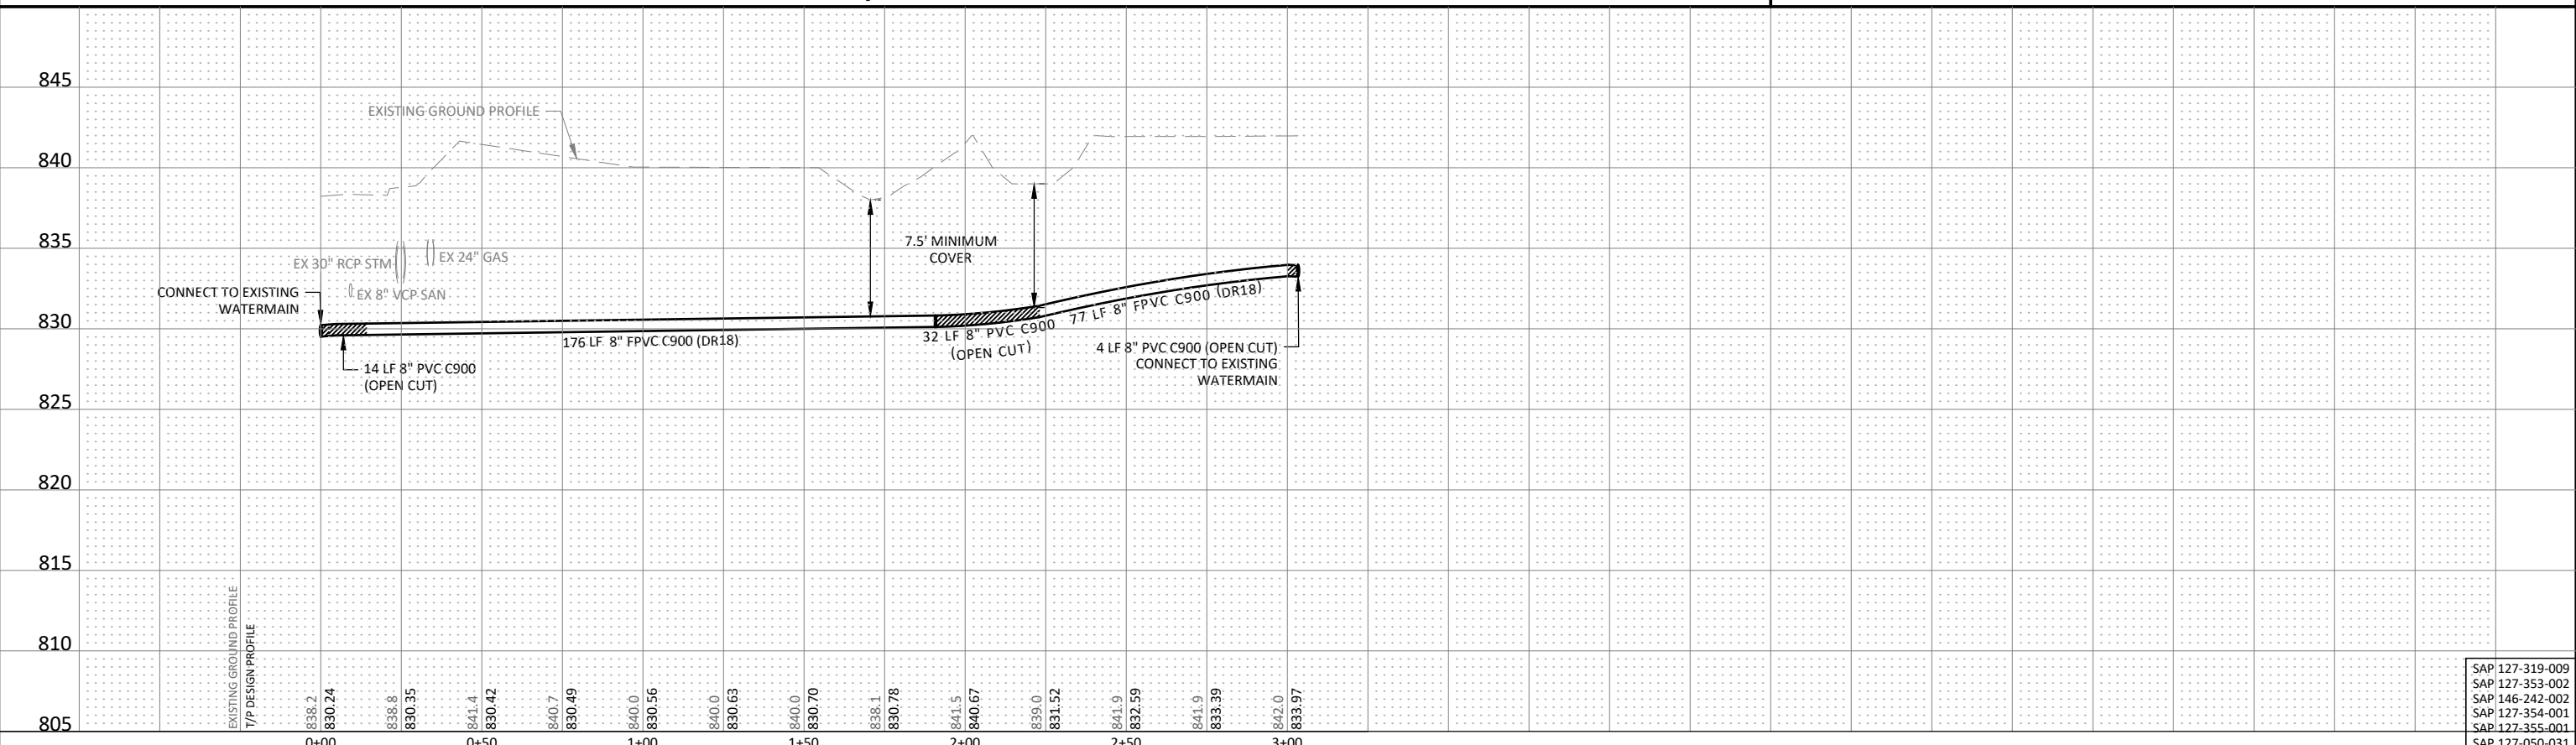 845
840
835
830
825
820
815
810
805
EXISTING GROUND PROFILE
EX 30" RCP STM
EX 24" GAS
EX 8" VCP SAN
CONNECT TO EXISTING
WATERMAIN
14 LF 8" PVC C900
(OPEN CUT)
176 LF 8" FPVC C900 (DR18)
7.5' MINIMUM
COVER
32 LF 8" PVC C900
(OPEN CUT)
77 LF 8" FPVC C900 (DR18)
4 LF 8" PVC C900 (OPEN CUT)
CONNECT TO EXISTING
WATERMAIN
EXISTING GROUND PROFILE
T/P DESIGN PROFILE
838.2
830.24
838.8
830.35
841.4
830.42
840.7
830.49
840.0
830.56
840.0
830.63
840.0
830.70
838.1
830.78
841.5
840.67
839.0
831.52
841.9
832.59
841.9
833.39
842.0
833.97
0+00
0+50
1+00
1+50
2+00
2+50
3+00
SAP 127-319-009
SAP 127-353-002
SAP 146-242-002
SAP 127-354-001
SAP 127-355-001
SAP 127-050-031